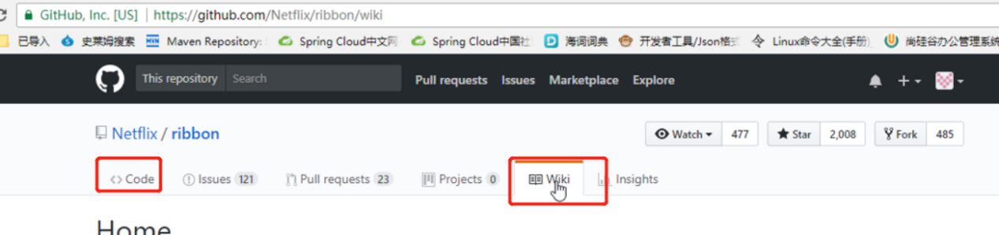 GitHub, Inc. [US] https://github.com/Netflix/ribbon/wiki
已导入 史莱姆搜索 Maven Repository: Spring Cloud中文网 Spring Cloud中国社 海词词典 开发者工具/Json格式 Linux命令大全(手册) 尚硅谷办公管理系统
This repository Search Pull requests Issues Marketplace Explore
Netflix / ribbon Watch 477 Star 2,008 Fork 485
Code Issues 121 Pull requests 23 Projects 0 Wiki Insights
Home